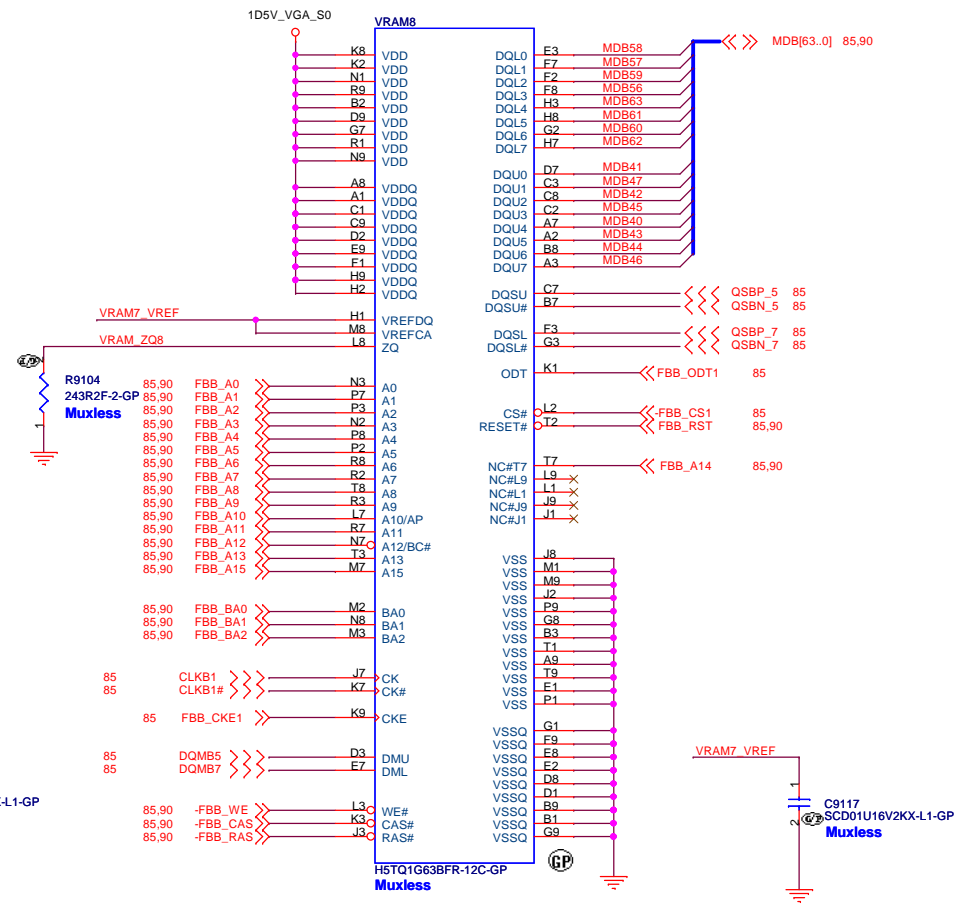 1D5V_VGA_S0
VRAM8
K8 VDD
K2 VDD
N1 VDD
R9 VDD
B2 VDD
D9 VDD
G7 VDD
R1 VDD
N9 VDD
A8 VDDQ
A1 VDDQ
C1 VDDQ
C9 VDDQ
D2 VDDQ
E9 VDDQ
F1 VDDQ
H9 VDDQ
H2 VDDQ
VRAM7_VREF H1 VREFDQ
M8 VREFCA
VRAM_ZQ8 L8 ZQ
R9104
243R2F-2-GP
Muxless
1
85,90 FBB_A0 N3 A0
85,90 FBB_A1 P7 A1
85,90 FBB_A2 P3 A2
85,90 FBB_A3 N2 A3
85,90 FBB_A4 P8 A4
85,90 FBB_A5 P2 A5
85,90 FBB_A6 R8 A6
85,90 FBB_A7 R2 A7
85,90 FBB_A8 T8 A8
85,90 FBB_A9 R3 A9
85,90 FBB_A10 L7 A10/AP
85,90 FBB_A11 R7 A11
85,90 FBB_A12 N7 A12/BC#
85,90 FBB_A13 T3 A13
85,90 FBB_A15 M7 A15
85,90 FBB_BA0 M2 BA0
85,90 FBB_BA1 N8 BA1
85,90 FBB_BA2 M3 BA2
85 CLKB1 J7 CK
85 CLKB1# K7 CK#
85 FBB_CKE1 K9 CKE
85 DQMB5 D3 DMU
85 DQMB7 E7 DML
85,90 -FBB_WE L3 WE#
85,90 -FBB_CAS K3 CAS#
85,90 -FBB_RAS J3 RAS#
DQL0 E3 MDB58
DQL1 F7 MDB57
DQL2 F2 MDB59
DQL3 F8 MDB56
DQL4 H3 MDB63
DQL5 H8 MDB61
DQL6 G2 MDB60
DQL7 H7 MDB62
MDB[63..0] 85,90
DQU0 D7 MDB41
DQU1 C3 MDB47
DQU2 C8 MDB42
DQU3 C2 MDB45
DQU4 A7 MDB40
DQU5 A2 MDB43
DQU6 B8 MDB44
DQU7 A3 MDB46
DQSU C7 QSBP_5 85
DQSU# B7 QSBN_5 85
DQSL F3 QSBP_7 85
DQSL# G3 QSBN_7 85
ODT K1 FBB_ODT1 85
CS# L2 -FBB_CS1 85
RESET# T2 FBB_RST 85,90
NC#T7 T7 FBB_A14 85,90
NC#L9 L9
NC#L1 L1
NC#J9 J9
NC#J1 J1
VSS J8
VSS M1
VSS M9
VSS J2
VSS P9
VSS G8
VSS B3
VSS T1
VSS A9
VSS T9
VSS E1
VSS P1
VSSQ G1
VSSQ F9
VSSQ E8
VSSQ E2
VSSQ D8
VSSQ D1
VSSQ B9
VSSQ B1
VSSQ G9
H5TQ1G63BFR-12C-GP
Muxless
GP
-L1-GP
VRAM7_VREF
1
2
C9117
SCD01U16V2KX-L1-GP
Muxless